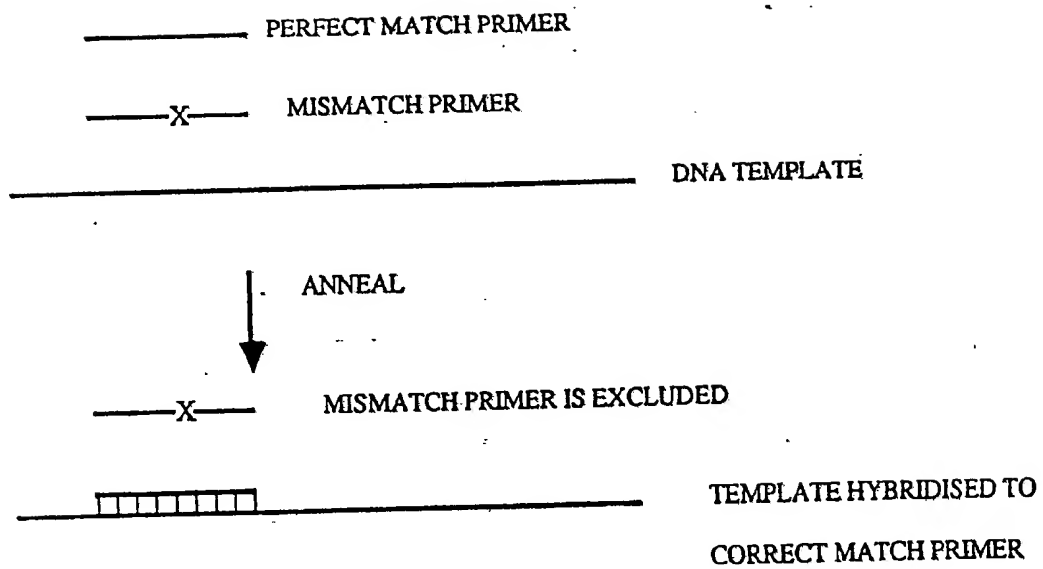 PERFECT MATCH PRIMER
X MISMATCH PRIMER
DNA TEMPLATE
ANNEAL
X MISMATCH PRIMER IS EXCLUDED
TEMPLATE HYBRIDISED TO
CORRECT MATCH PRIMER